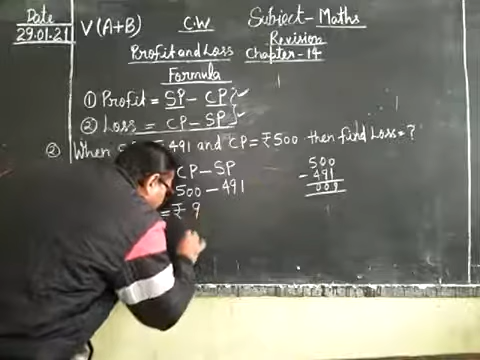 Date
29.01.21
V(A+B)
C.W
Subject- Maths
Revision
Profit and Loss
Chapter-14
Formula
① Profit = SP - CP } ✓
② Loss = CP - SP } ✓
② When ₹ 491 and CP = ₹500 then find Loss = ?
CP - SP
500 - 491
= ₹ 9
500
- 491
009